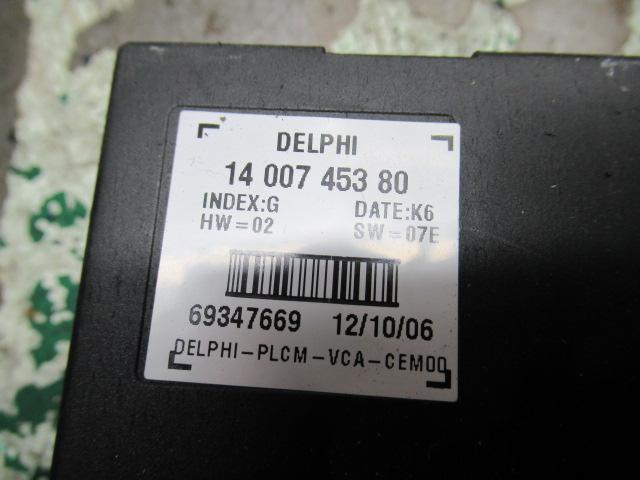 DELPHI
14 007 453 80
INDEX:G DATE:K6
HW=02 SW=07E
69347669 12/10/06
DELPHI-PLCM-VCA-CEM00